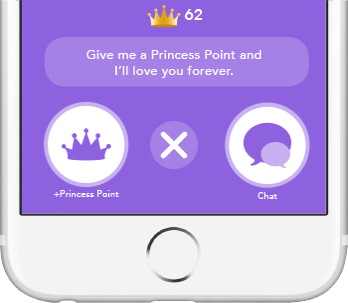 62
Give me a Princess Point and
I'll love you forever.
+Princess Point
Chat